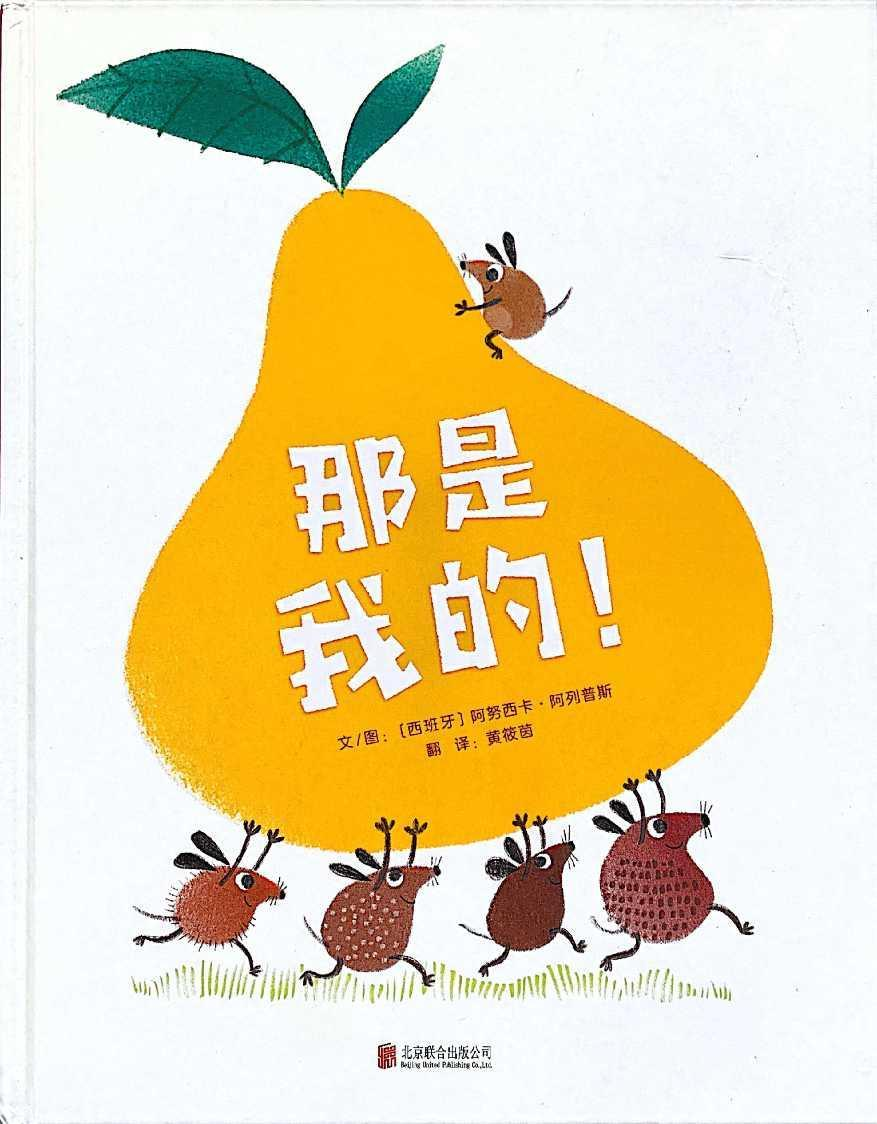 那是
我的！
文/图：［西班牙］阿努西卡·阿列普斯
翻 译：黄筱茵
北京联合出版公司
Beijing United Publishing Co.,Ltd.